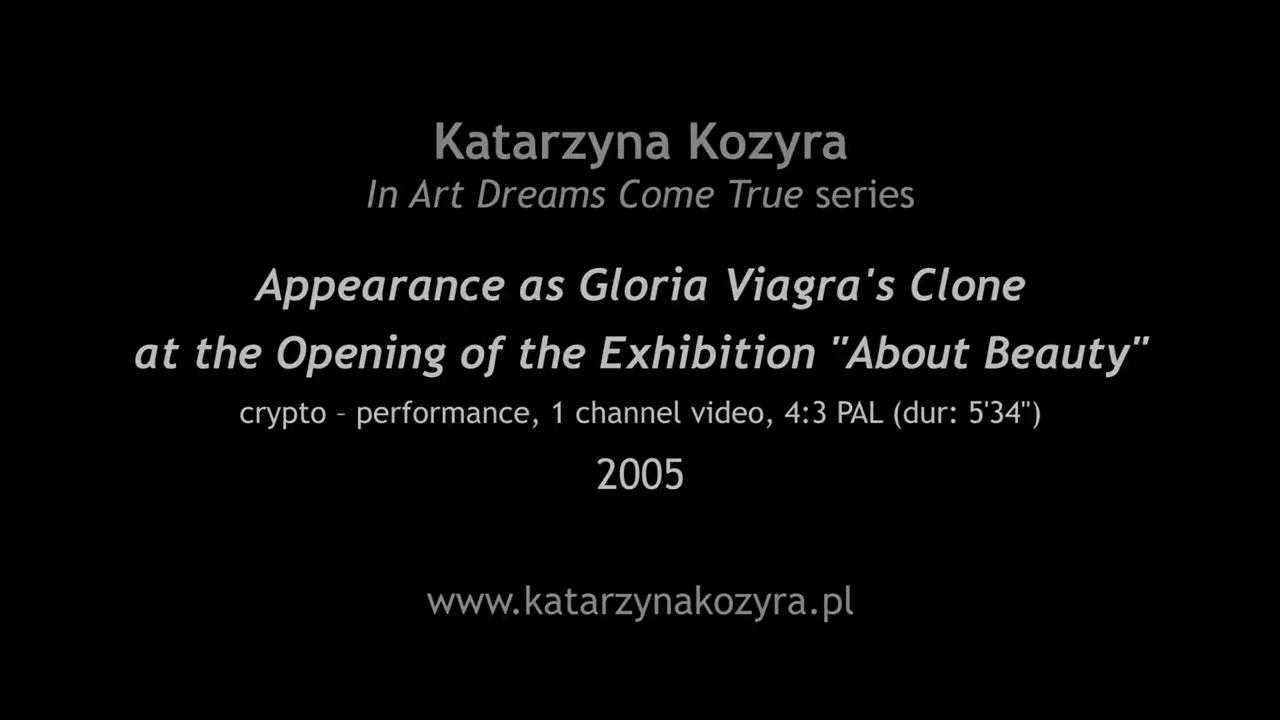 Katarzyna Kozyra
In Art Dreams Come True series
Appearance as Gloria Viagra's Clone
at the Opening of the Exhibition "About Beauty"
crypto – performance, 1 channel video, 4:3 PAL (dur: 5'34")
2005
www.katarzynakozyra.pl